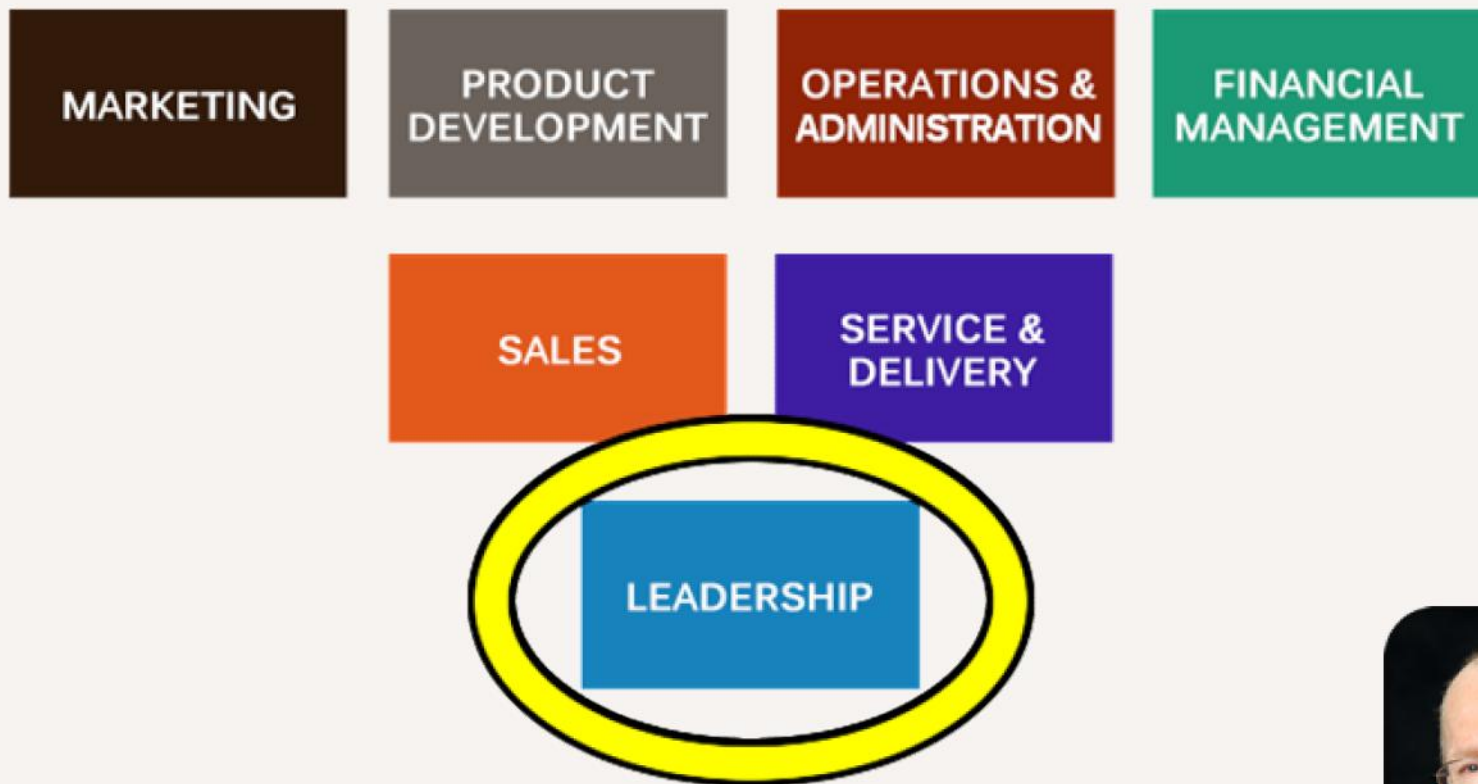 MARKETING
PRODUCT
DEVELOPMENT
OPERATIONS &
ADMINISTRATION
FINANCIAL
MANAGEMENT
SALES
SERVICE &
DELIVERY
LEADERSHIP